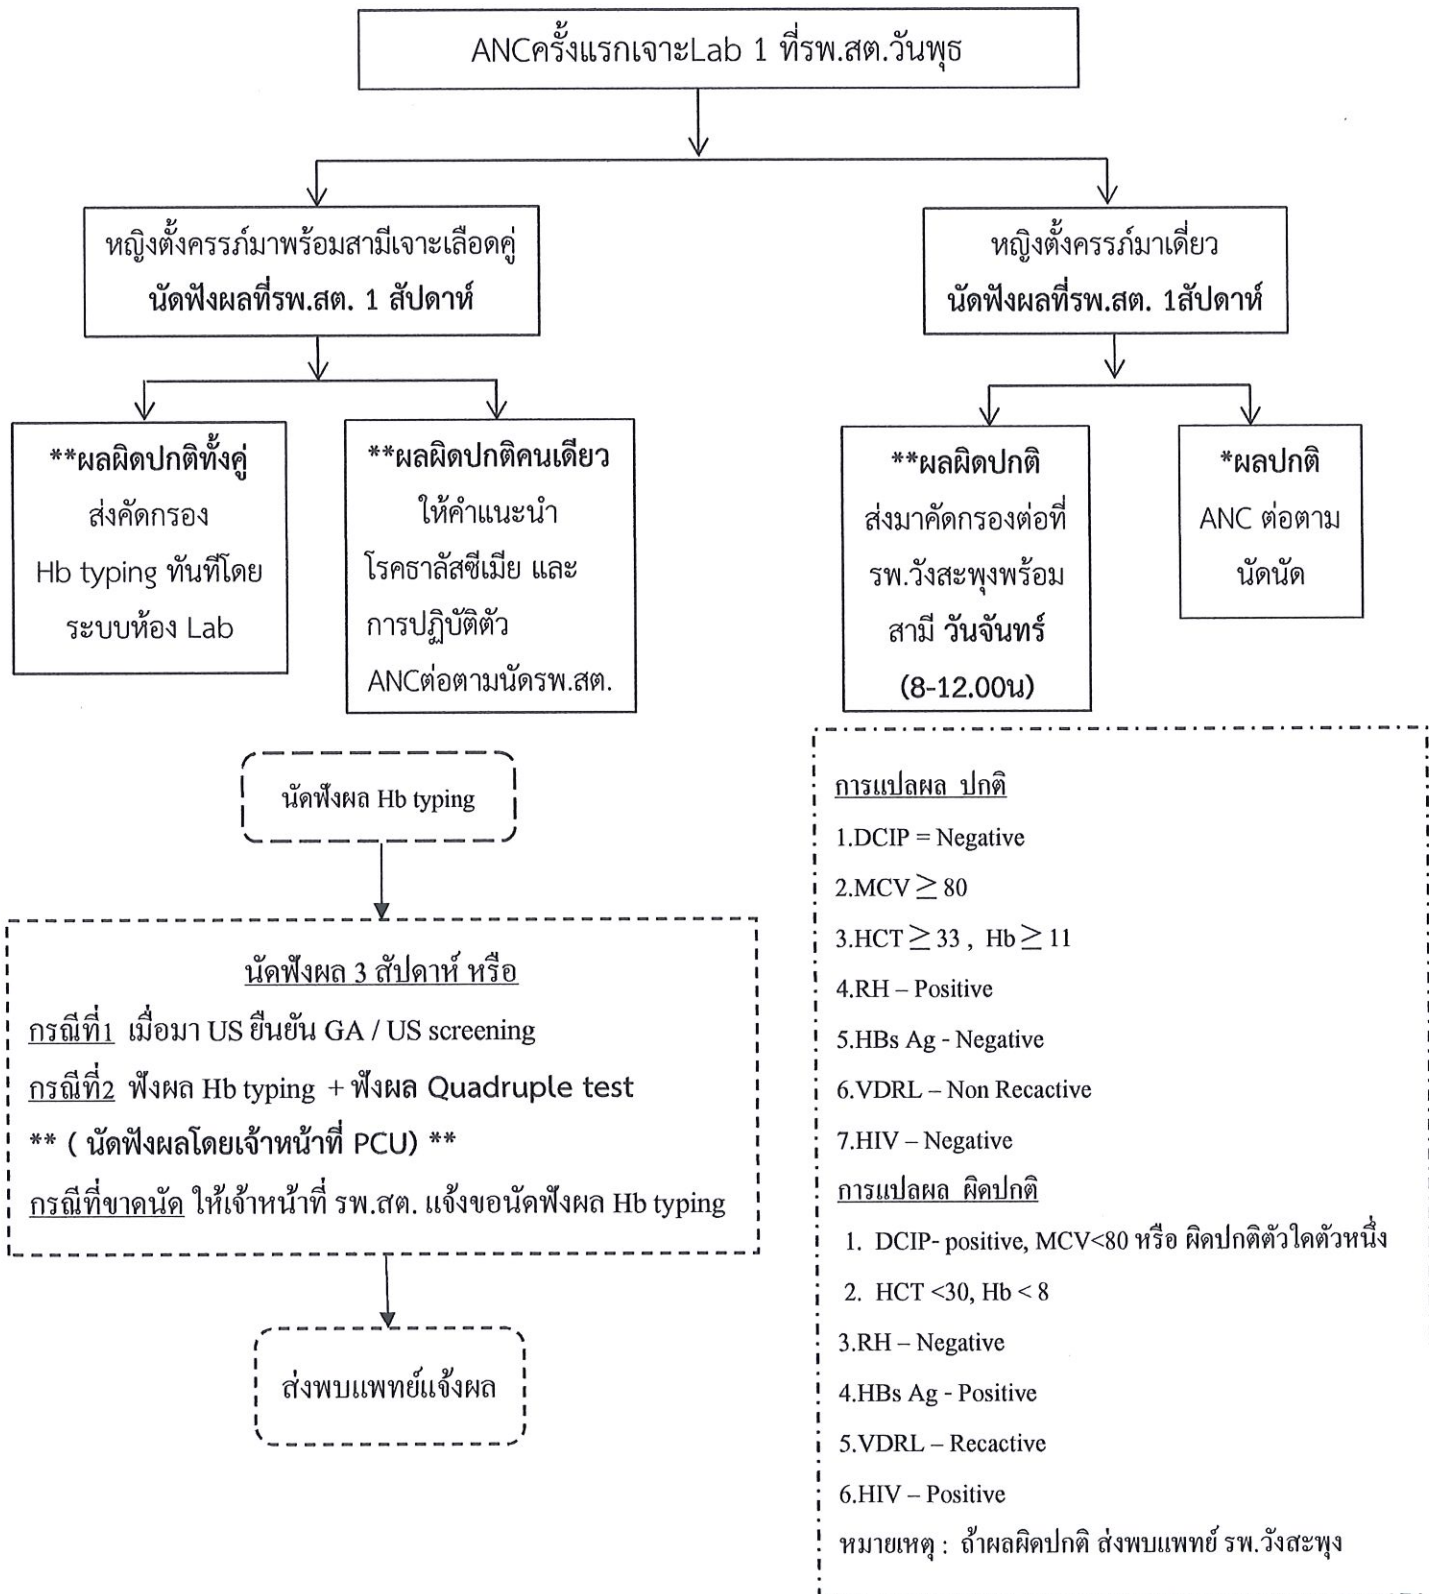 ANCครั้งแรกเจาะLab 1 ที่รพ.สต.วันพุธ
หญิงตั้งครรภ์มาพร้อมสามีเจาะเลือดคู่
นัดฟังผลที่รพ.สต. 1 สัปดาห์
หญิงตั้งครรภ์มาเดี่ยว
นัดฟังผลที่รพ.สต. 1สัปดาห์
**ผลผิดปกติทั้งคู่
ส่งคัดกรอง
Hb typing ทันทีโดย
ระบบห้อง Lab
**ผลผิดปกติคนเดียว
ให้คำแนะนำ
โรคธาลัสซีเมีย และ
การปฏิบัติตัว
ANCต่อตามนัดรพ.สต.
**ผลผิดปกติ
ส่งมาคัดกรองต่อที่
รพ.วังสะพุงพร้อม
สามี วันจันทร์
(8-12.00น)
*ผลปกติ
ANC ต่อตาม
นัดนัด
นัดฟังผล Hb typing
นัดฟังผล 3 สัปดาห์ หรือ
กรณีที่1 เมื่อมา US ยืนยัน GA / US screening
กรณีที่2 ฟังผล Hb typing + ฟังผล Quadruple test
** ( นัดฟังผลโดยเจ้าหน้าที่ PCU) **
กรณีที่ขาดนัด ให้เจ้าหน้าที่ รพ.สต. แจ้งขอนัดฟังผล Hb typing
ส่งพบแพทย์แจ้งผล
การแปลผล ปกติ
1.DCIP = Negative
2.MCV ≥ 80
3.HCT ≥ 33 , Hb ≥ 11
4.RH – Positive
5.HBs Ag - Negative
6.VDRL – Non Recactive
7.HIV – Negative
การแปลผล ผิดปกติ
1. DCIP- positive, MCV<80 หรือ ผิดปกติตัวใดตัวหนึ่ง
2. HCT <30, Hb < 8
3.RH – Negative
4.HBs Ag - Positive
5.VDRL – Recactive
6.HIV – Positive
หมายเหตุ : ถ้าผลผิดปกติ ส่งพบแพทย์ รพ.วังสะพุง